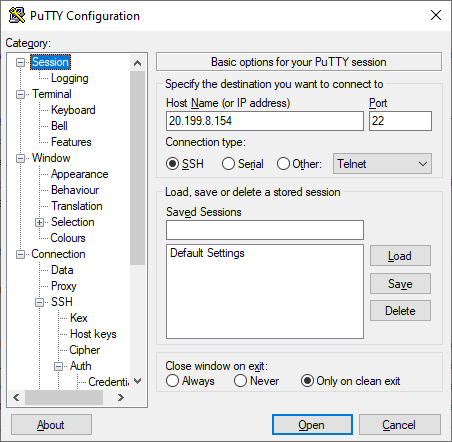 PuTTY Configuration
Category:
Session
Logging
Terminal
Keyboard
Bell
Features
Window
Appearance
Behaviour
Translation
Selection
Colours
Connection
Data
Proxy
SSH
Kex
Host keys
Cipher
Auth
Credentia
Basic options for your PuTTY session
Specify the destination you want to connect to
Host Name (or IP address) Port
20.199.8.154 22
Connection type:
SSH Serial Other: Telnet
Load, save or delete a stored session
Saved Sessions
Default Settings
Load
Save
Delete
Close window on exit:
Always Never Only on clean exit
About Open Cancel